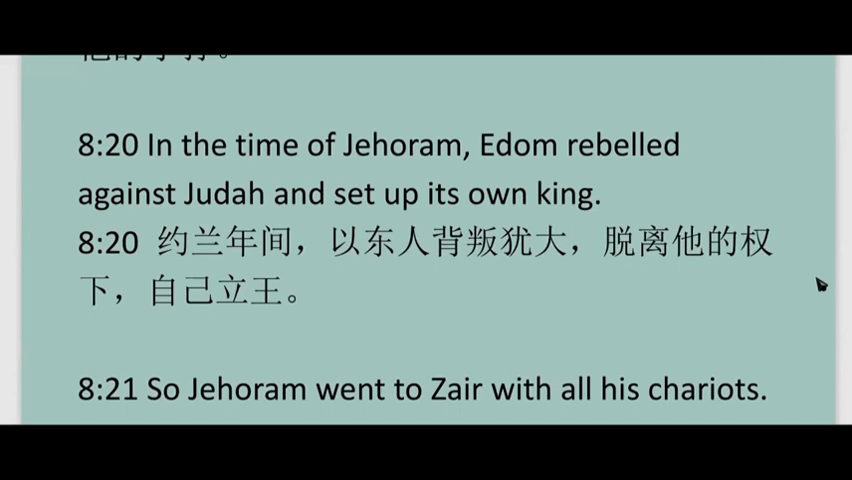 8:20 In the time of Jehoram, Edom rebelled
against Judah and set up its own king.
8:20 约兰年间，以东人背叛犹大，脱离他的权
下，自己立王。
8:21 So Jehoram went to Zair with all his chariots.